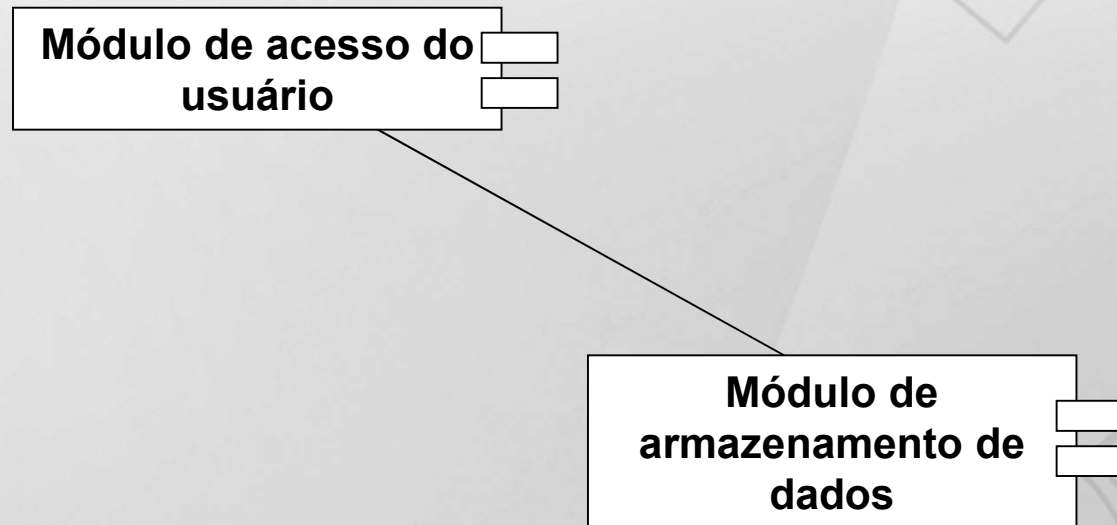 Módulo de acesso do
usuário
Módulo de
armazenamento de
dados